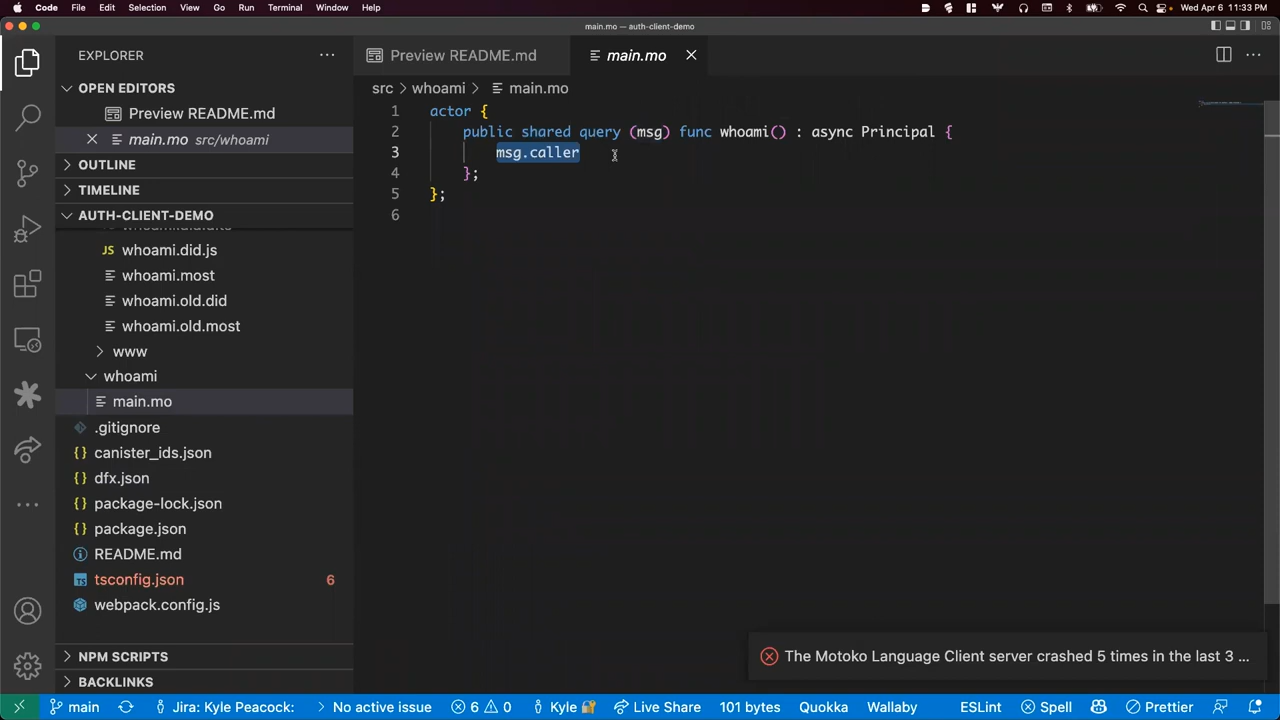 Code File Edit Selection View Go Run Terminal Window Help Wed Apr 6 11:33 PM
main.mo — auth-client-demo
EXPLORER
Preview README.md
main.mo
OPEN EDITORS
src > whoami > main.mo
Preview README.md
main.mo src/whoami
OUTLINE
TIMELINE
AUTH-CLIENT-DEMO
1 actor {
2 public shared query (msg) func whoami() : async Principal {
3 msg.caller
4 };
5 };
6
JS whoami.did.js
whoami.most
whoami.old.did
whoami.old.most
www
whoami
main.mo
.gitignore
{} canister_ids.json
{} dfx.json
{} package-lock.json
{} package.json
README.md
TS tsconfig.json 6
webpack.config.js
NPM SCRIPTS
BACKLINKS
The Motoko Language Client server crashed 5 times in the last 3 ...
main Jira: Kyle Peacock: No active issue 6 0 Kyle Live Share 101 bytes Quokka Wallaby ESLint Spell Prettier